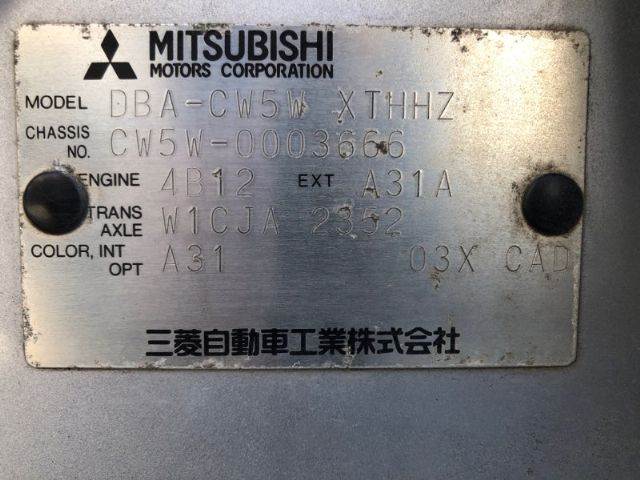 MITSUBISHI
MOTORS CORPORATION
MODEL DBA-CW5W XTHHZ
CHASSIS NO. CW5W-0003666
ENGINE 4B12 EXT A31A
TRANS AXLE W1CJA 2352
COLOR, INT OPT A31 03X CAD
三菱自動車工業株式会社